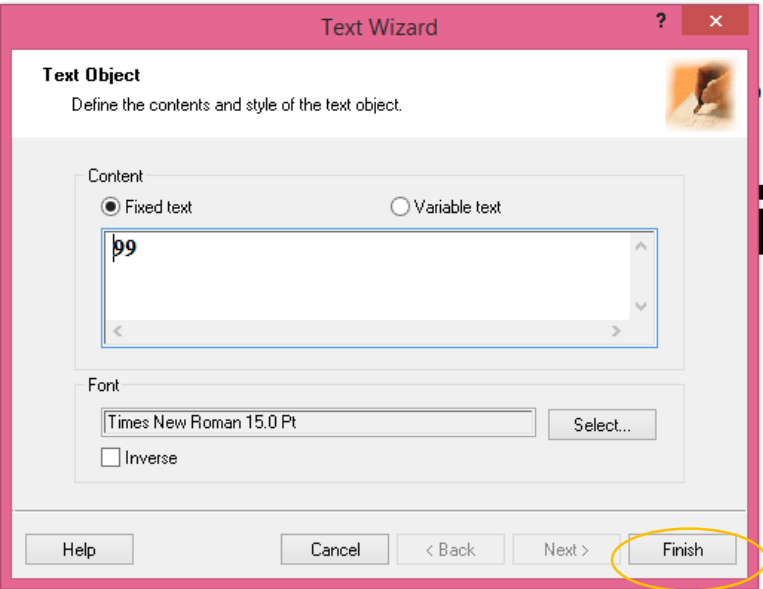 Text Wizard ? ×
Text Object
Define the contents and style of the text object.
Content
Fixed text Variable text
99
Font
Times New Roman 15.0 Pt Select...
Inverse
Help Cancel < Back Next > Finish